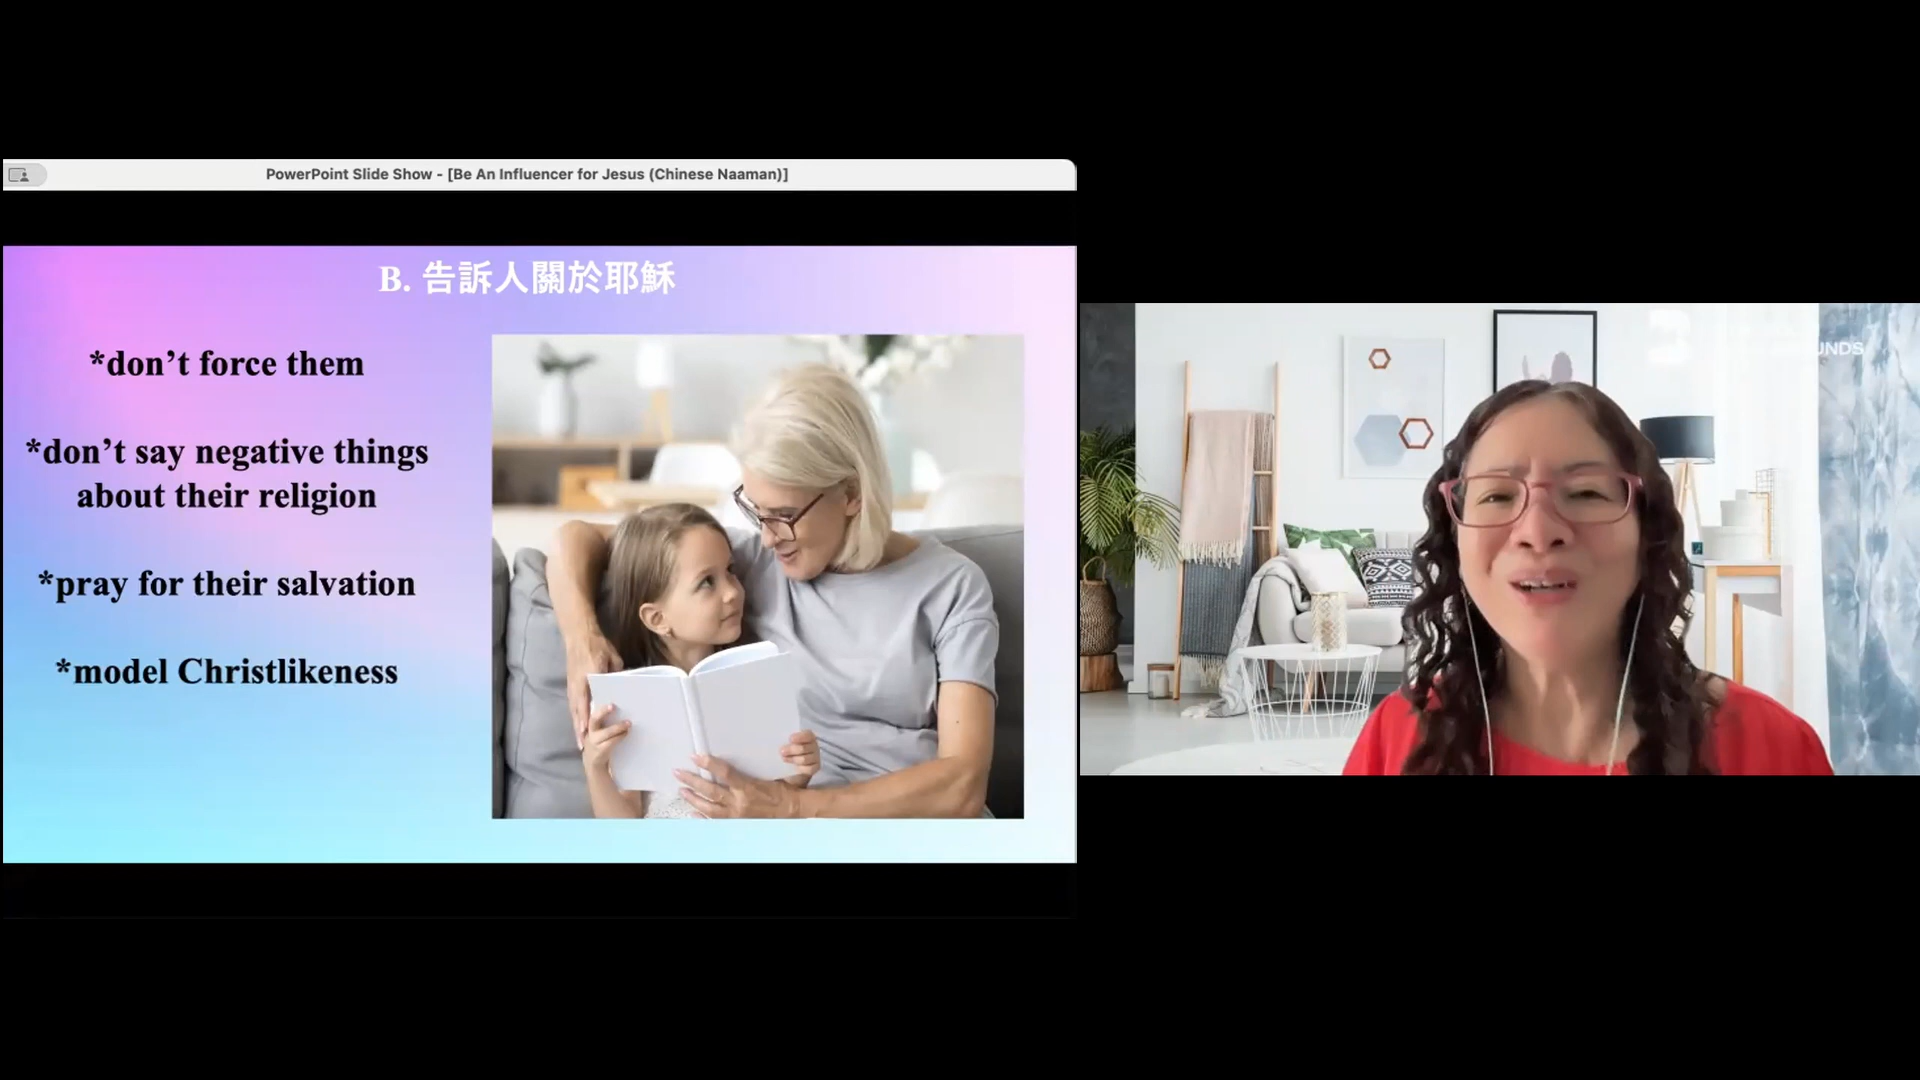 PowerPoint Slide Show - [Be An Influencer for Jesus (Chinese Naaman)]
B. 告訴人關於耶穌
*don’t force them
*don’t say negative things
about their religion
*pray for their salvation
*model Christlikeness